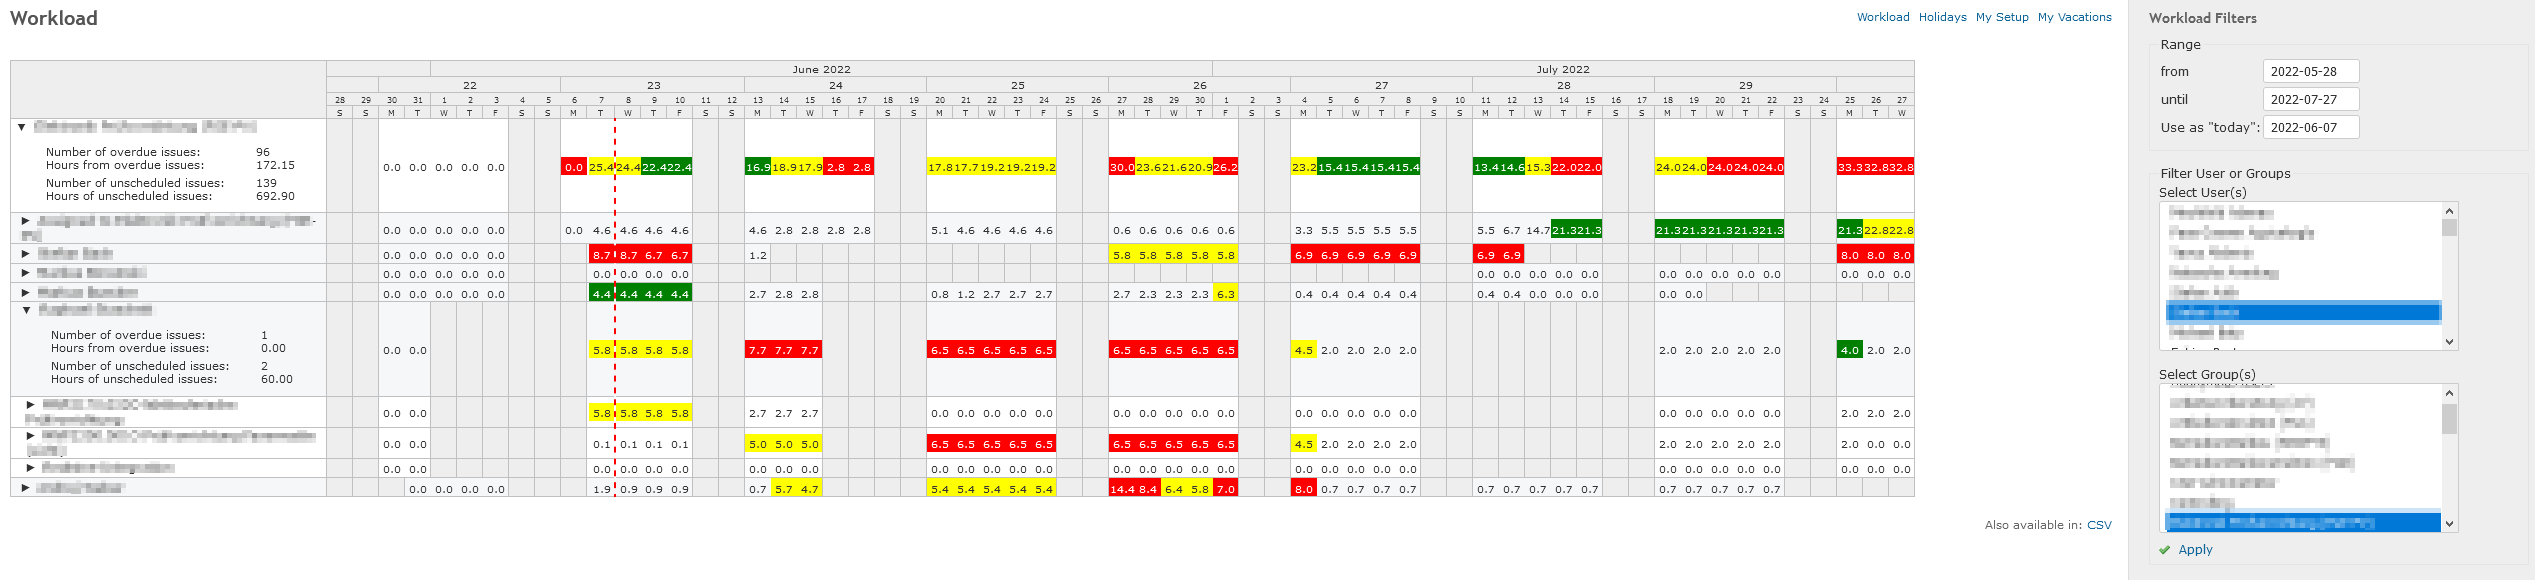 Workload
Workload Holidays My Setup My Vacations
June 2022 July 2022
22 23 24 25 26 27 28 29
28 29 30 31 1 2 3 4 5 6 7 8 9 10 11 12 13 14 15 16 17 18 19 20 21 22 23 24 25 26 27 28 29 30 1 2 3 4 5 6 7 8 9 10 11 12 13 14 15 16 17 18 19 20 21 22 23 24 25 26 27
S S M T W T F S S M T W T F S S M T W T F S S M T W T F S S M T W T F S S M T W T F S S M T W T F S S M T W T F S S M T W
Number of overdue issues: 96
Hours from overdue issues: 172.15
0.0 0.0 0.0 0.0 0.0 0.0 25.4 24.4 22.4 22.4 16.9 18.9 17.9 2.8 2.8 17.8 17.7 19.2 19.2 19.2 30.0 23.6 21.6 20.9 26.2 23.2 15.4 15.4 15.4 15.4 13.4 14.6 15.3 22.0 22.0 24.0 24.0 24.0 24.0 24.0 33.3 32.8 32.8
Number of unscheduled issues: 139
Hours of unscheduled issues: 692.90
0.0 0.0 0.0 0.0 0.0 0.0 4.6 4.6 4.6 4.6 4.6 2.8 2.8 2.8 2.8 5.1 4.6 4.6 4.6 4.6 0.6 0.6 0.6 0.6 0.6 3.3 5.5 5.5 5.5 5.5 5.5 6.7 14.7 21.3 21.3 21.3 21.3 21.3 21.3 21.3 21.3 22.8 22.8
0.0 0.0 0.0 0.0 0.0 8.7 8.7 6.7 6.7 1.2 5.8 5.8 5.8 5.8 5.8 6.9 6.9 6.9 6.9 6.9 6.9 6.9 8.0 8.0 8.0
0.0 0.0 0.0 0.0 0.0 0.0 0.0 0.0 0.0 0.0 0.0 0.0 0.0 0.0 0.0 0.0 0.0 0.0 0.0 0.0 0.0 0.0
0.0 0.0 0.0 0.0 0.0 4.4 4.4 4.4 4.4 2.7 2.8 2.8 0.8 1.2 2.7 2.7 2.7 2.7 2.3 2.3 2.3 6.3 0.4 0.4 0.4 0.4 0.4 0.4 0.4 0.0 0.0 0.0 0.0 0.0
Number of overdue issues: 1
Hours from overdue issues: 0.00
0.0 0.0 5.8 5.8 5.8 5.8 7.7 7.7 7.7 6.5 6.5 6.5 6.5 6.5 6.5 6.5 6.5 6.5 6.5 4.5 2.0 2.0 2.0 2.0 2.0 2.0 2.0 2.0 2.0 4.0 2.0 2.0
Number of unscheduled issues: 2
Hours of unscheduled issues: 60.00
0.0 0.0 5.8 5.8 5.8 5.8 2.7 2.7 2.7 0.0 0.0 0.0 0.0 0.0 0.0 0.0 0.0 0.0 0.0 0.0 0.0 0.0 0.0 0.0 0.0 0.0 0.0 0.0 0.0 2.0 2.0 2.0
0.0 0.0 0.1 0.1 0.1 0.1 5.0 5.0 5.0 6.5 6.5 6.5 6.5 6.5 6.5 6.5 6.5 6.5 6.5 4.5 2.0 2.0 2.0 2.0 2.0 2.0 2.0 2.0 2.0 2.0 0.0 0.0
0.0 0.0 0.0 0.0 0.0 0.0 0.0 0.0 0.0 0.0 0.0 0.0 0.0 0.0 0.0 0.0 0.0 0.0 0.0 0.0 0.0 0.0 0.0 0.0 0.0 0.0 0.0 0.0 0.0 0.0 0.0 0.0
0.0 0.0 0.0 0.0 1.9 0.9 0.9 0.9 0.7 5.7 4.7 5.4 5.4 5.4 5.4 5.4 14.4 8.4 6.4 5.8 7.0 8.0 0.7 0.7 0.7 0.7 0.7 0.7 0.7 0.7 0.7 0.7 0.7 0.7 0.7 0.7
Also available in: CSV
Workload Filters
Range
from 2022-05-28
until 2022-07-27
Use as "today": 2022-06-07
Filter User or Groups
Select User(s)
Select Group(s)
Apply